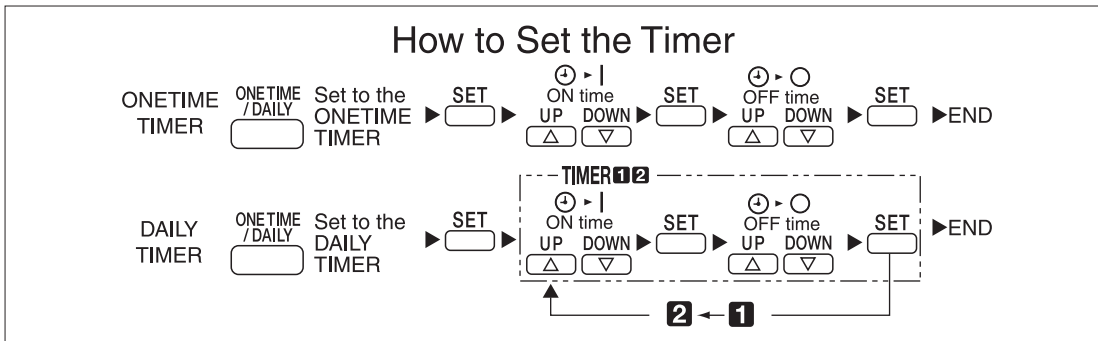 How to Set the Timer
ONETIME
TIMER
ONETIME
/DAILY
Set to the
ONETIME
TIMER
SET
ON time
UP DOWN
SET
OFF time
UP DOWN
SET
END
TIMER 1 2
DAILY
TIMER
ONETIME
/DAILY
Set to the
DAILY
TIMER
SET
ON time
UP DOWN
SET
OFF time
UP DOWN
SET
END
2 ← 1